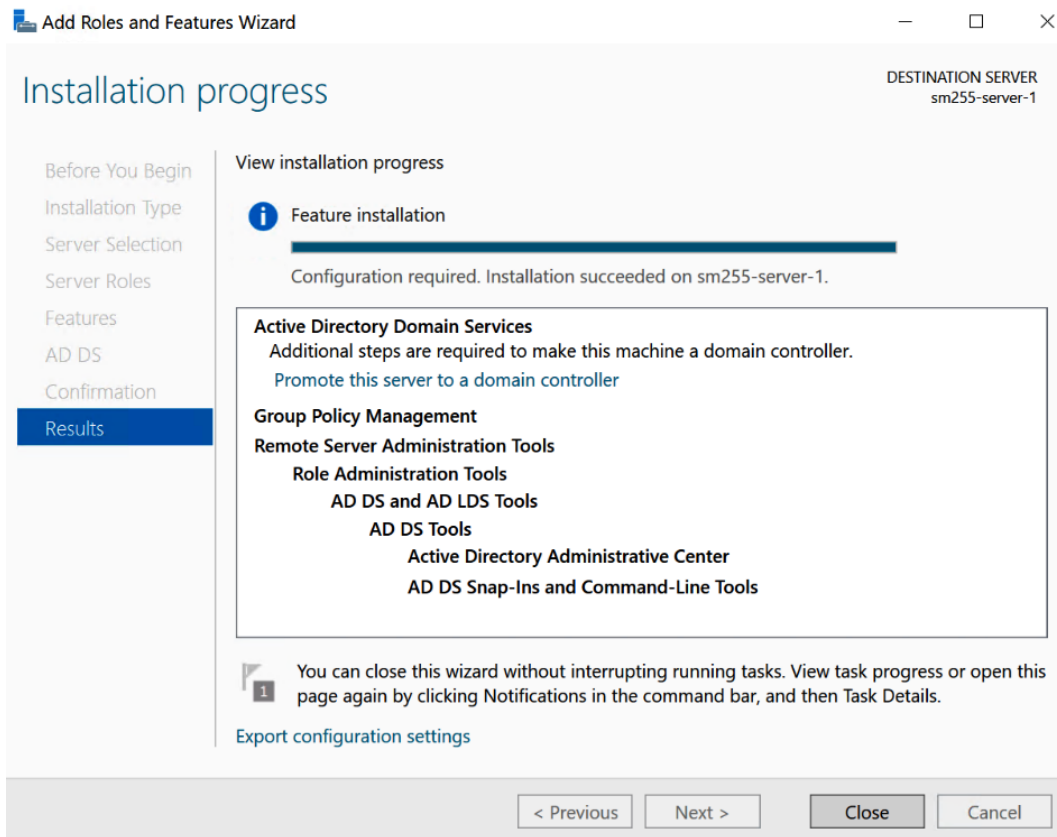 Add Roles and Features Wizard
Installation progress
DESTINATION SERVER
sm255-server-1
Before You Begin
Installation Type
Server Selection
Server Roles
Features
AD DS
Confirmation
Results
View installation progress
Feature installation
Configuration required. Installation succeeded on sm255-server-1.
Active Directory Domain Services
Additional steps are required to make this machine a domain controller.
Promote this server to a domain controller
Group Policy Management
Remote Server Administration Tools
Role Administration Tools
AD DS and AD LDS Tools
AD DS Tools
Active Directory Administrative Center
AD DS Snap-Ins and Command-Line Tools
1
You can close this wizard without interrupting running tasks. View task progress or open this
page again by clicking Notifications in the command bar, and then Task Details.
Export configuration settings
< Previous
Next >
Close
Cancel